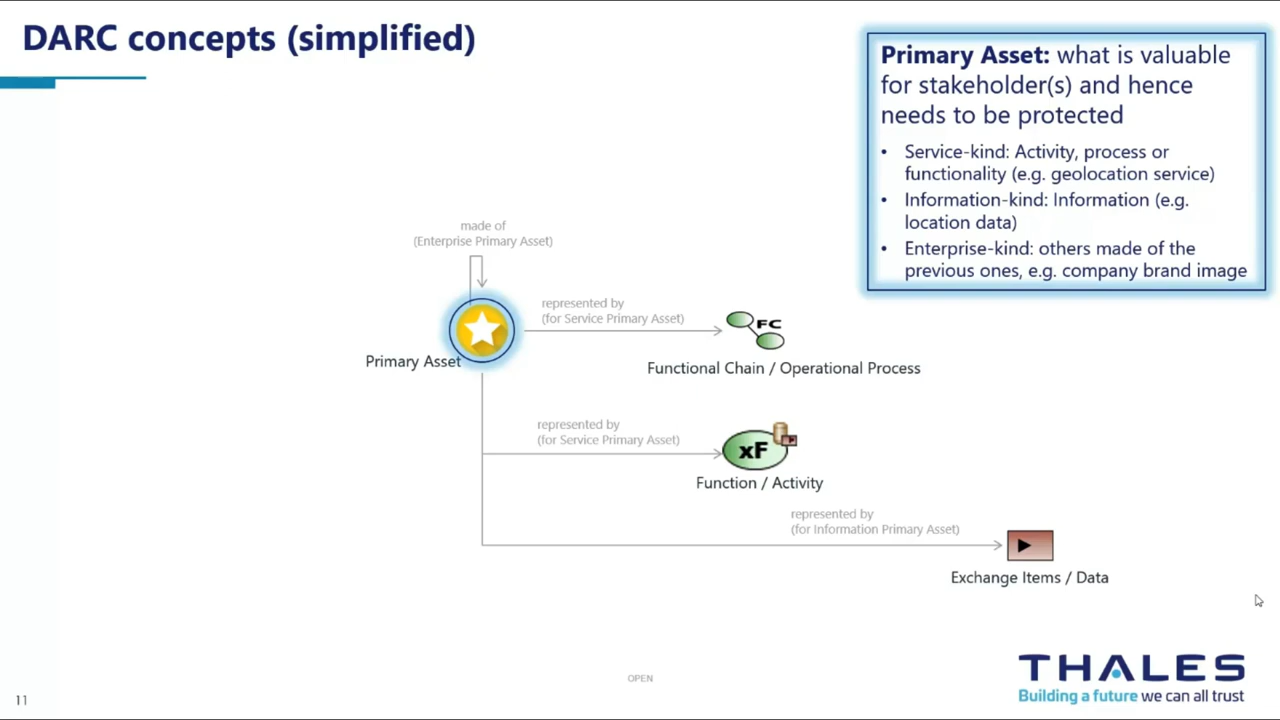 DARC concepts (simplified)
Primary Asset: what is valuable
for stakeholder(s) and hence
needs to be protected
• Service-kind: Activity, process or
functionality (e.g. geolocation service)
• Information-kind: Information (e.g.
location data)
• Enterprise-kind: others made of the
previous ones, e.g. company brand image
made of
(Enterprise Primary Asset)
represented by
(for Service Primary Asset)
FC
Primary Asset
Functional Chain / Operational Process
represented by
(for Service Primary Asset)
xF
Function / Activity
represented by
(for Information Primary Asset)
Exchange Items / Data
THALES
Building a future we can all trust
OPEN
11